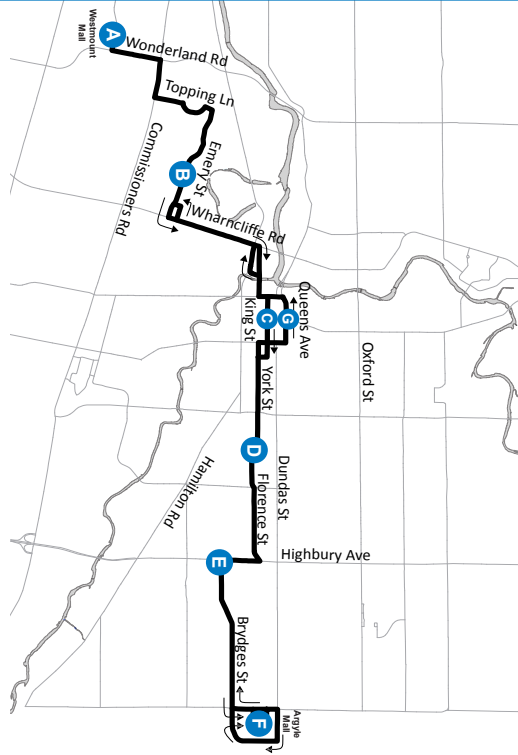 A
Wonderland Rd
Westmount
Mall
Topping Ln
Commissioners Rd
Emery St
B
Wharncliffe Rd
Queens Ave
King St
C
G
Oxford St
York St
D
Dundas St
Florence St
Hamilton Rd
Highbury Ave
E
Brydges St
Argyle
Mall
F